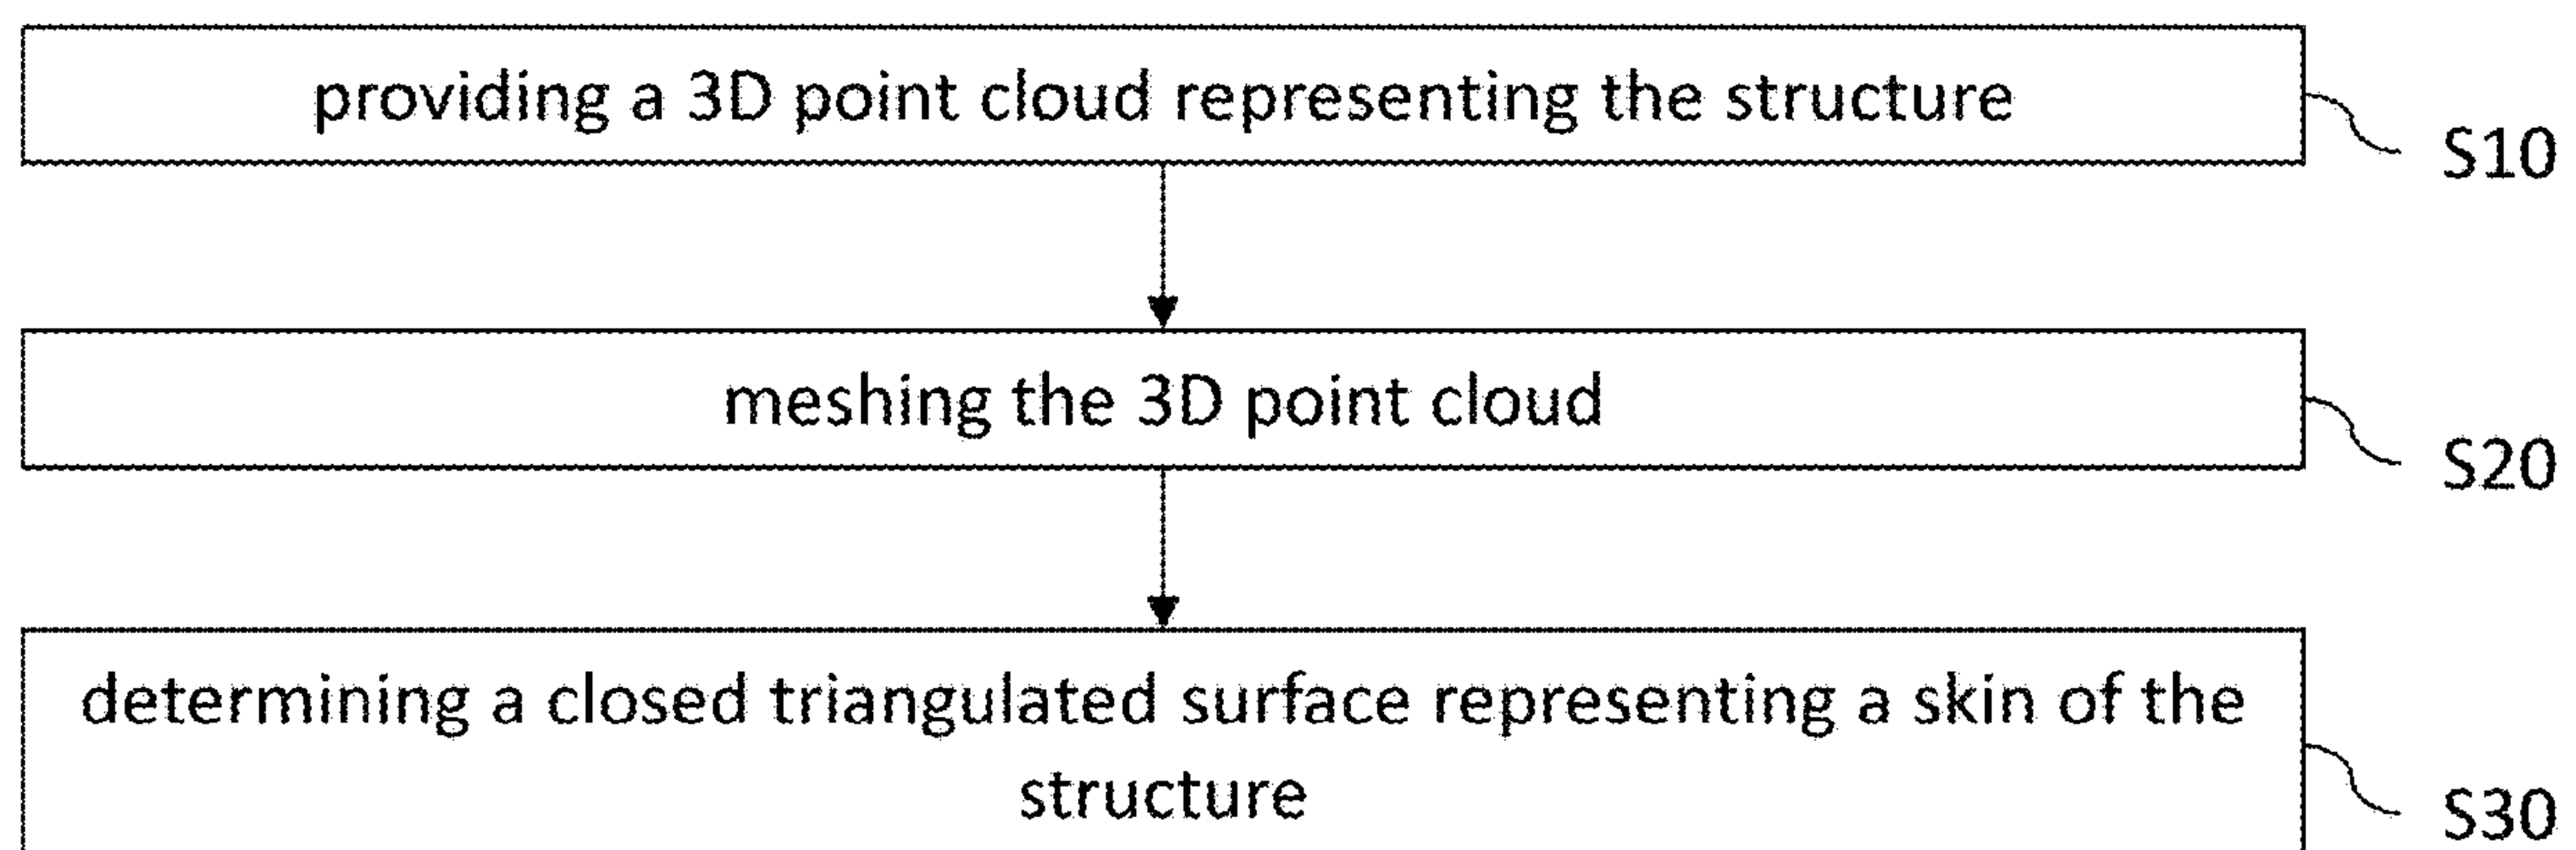 providing a 3D point cloud representing the structure
S10
meshing the 3D point cloud
S20
determining a closed triangulated surface representing a skin of the
structure
S30